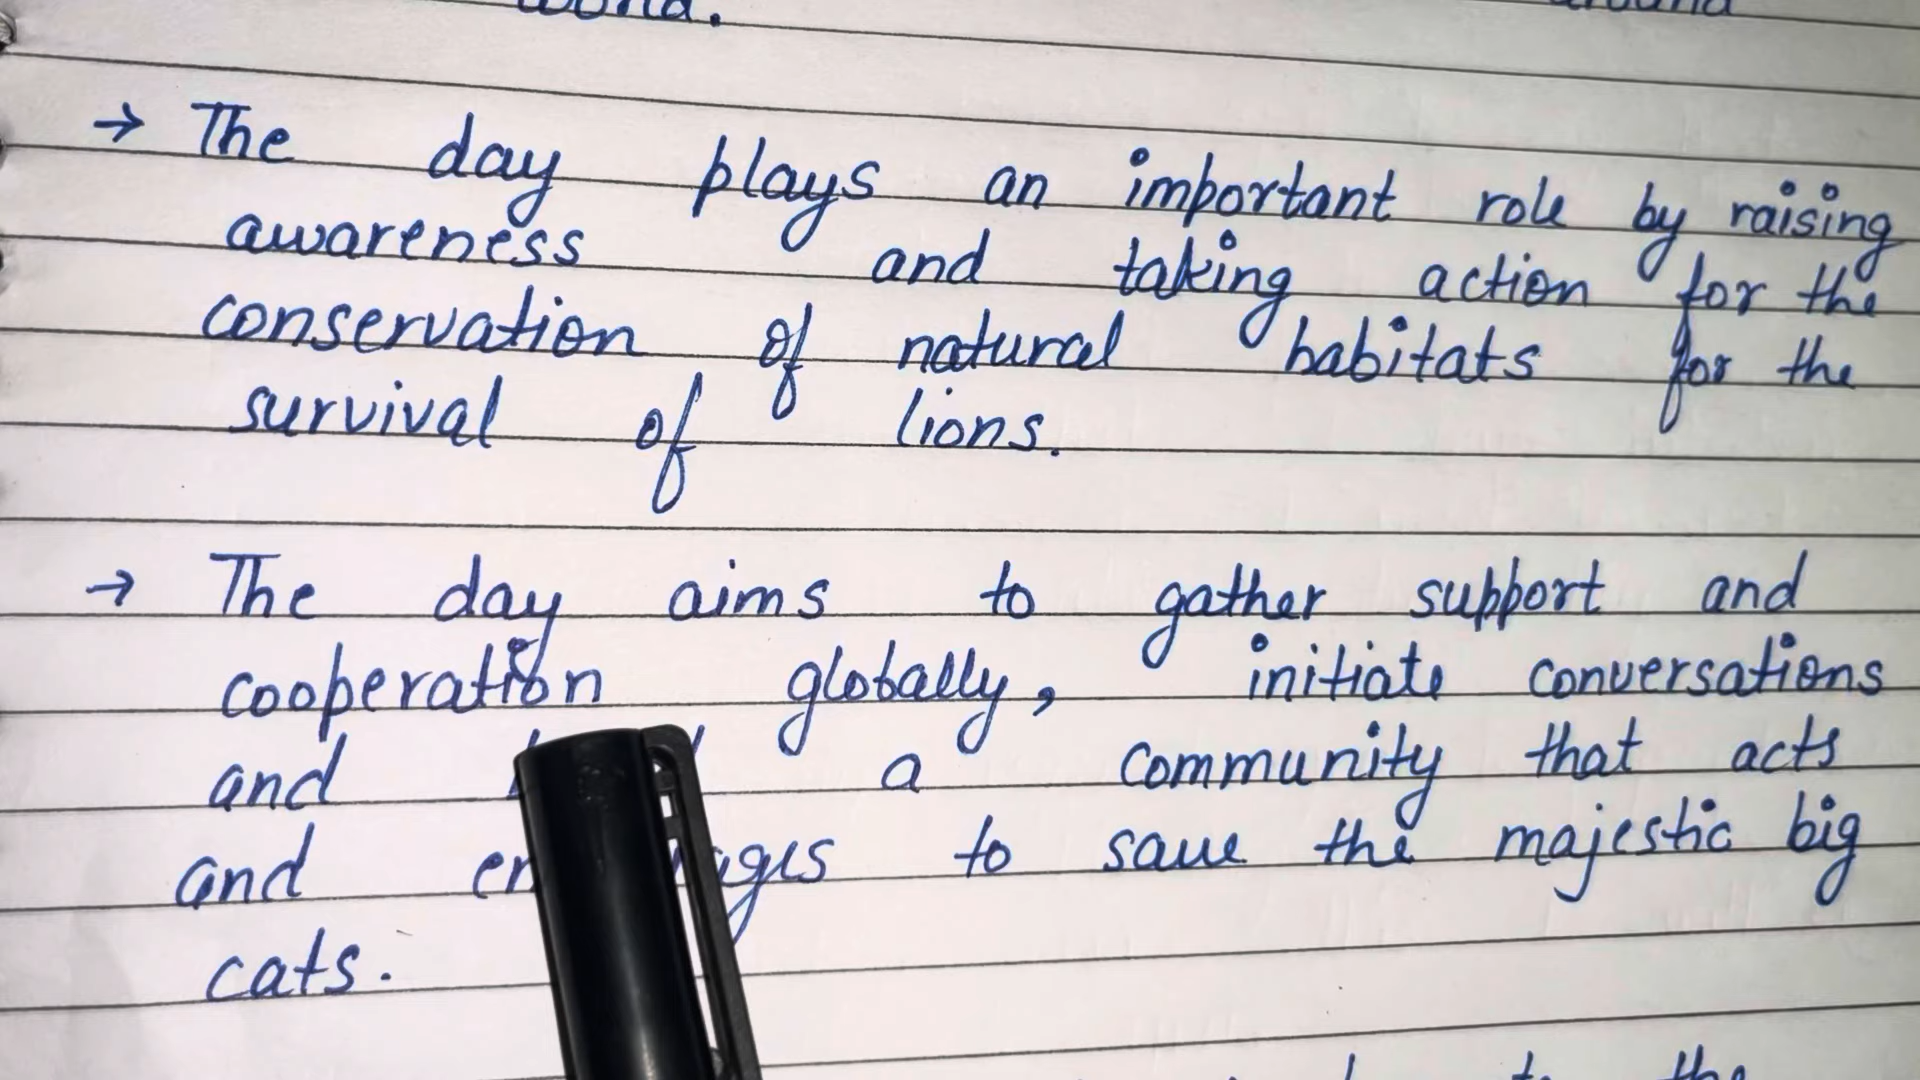 → The day plays an important role by raising
awareness and taking action for the
conservation of natural habitats for the
survival of lions.
→ The day aims to gather support and
cooperation globally, initiate conversations
and a community that acts
and to save the majestic big
cats.
the